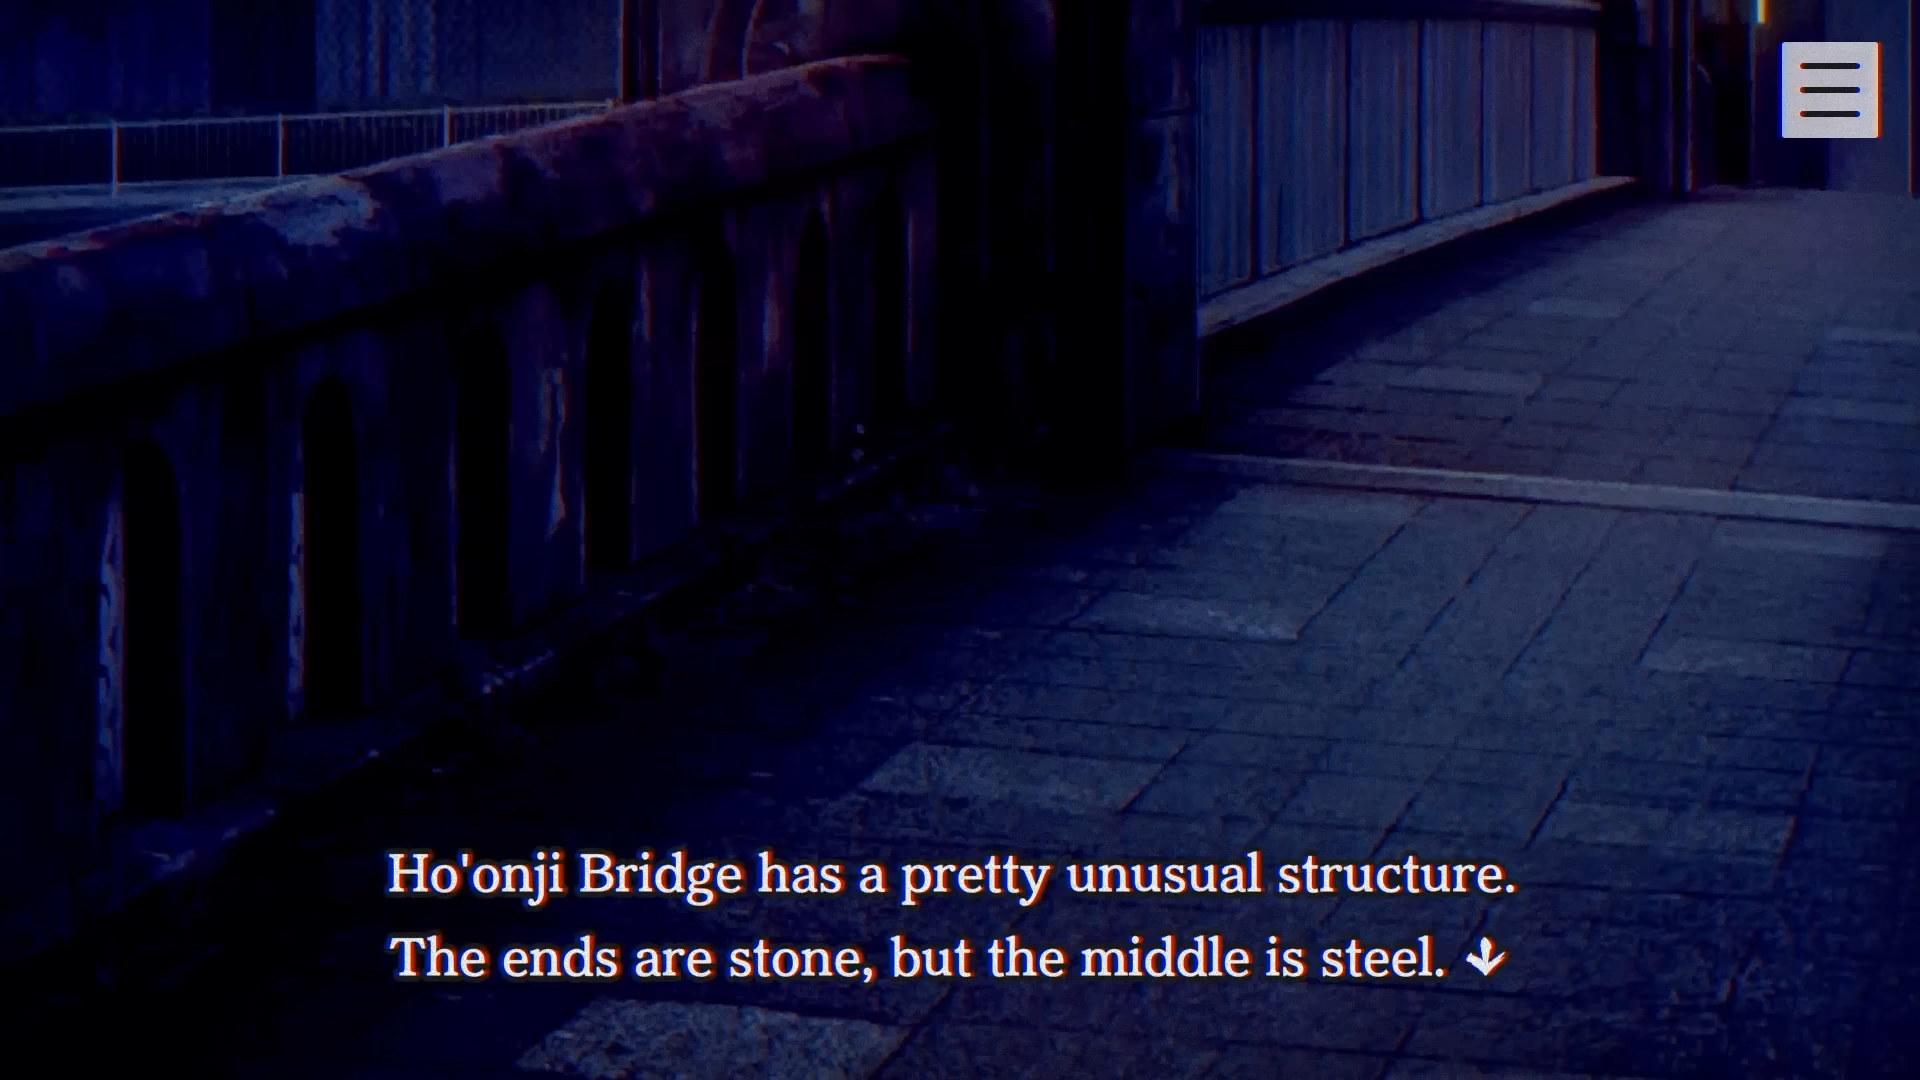 Ho'onji Bridge has a pretty unusual structure.
The ends are stone, but the middle is steel.